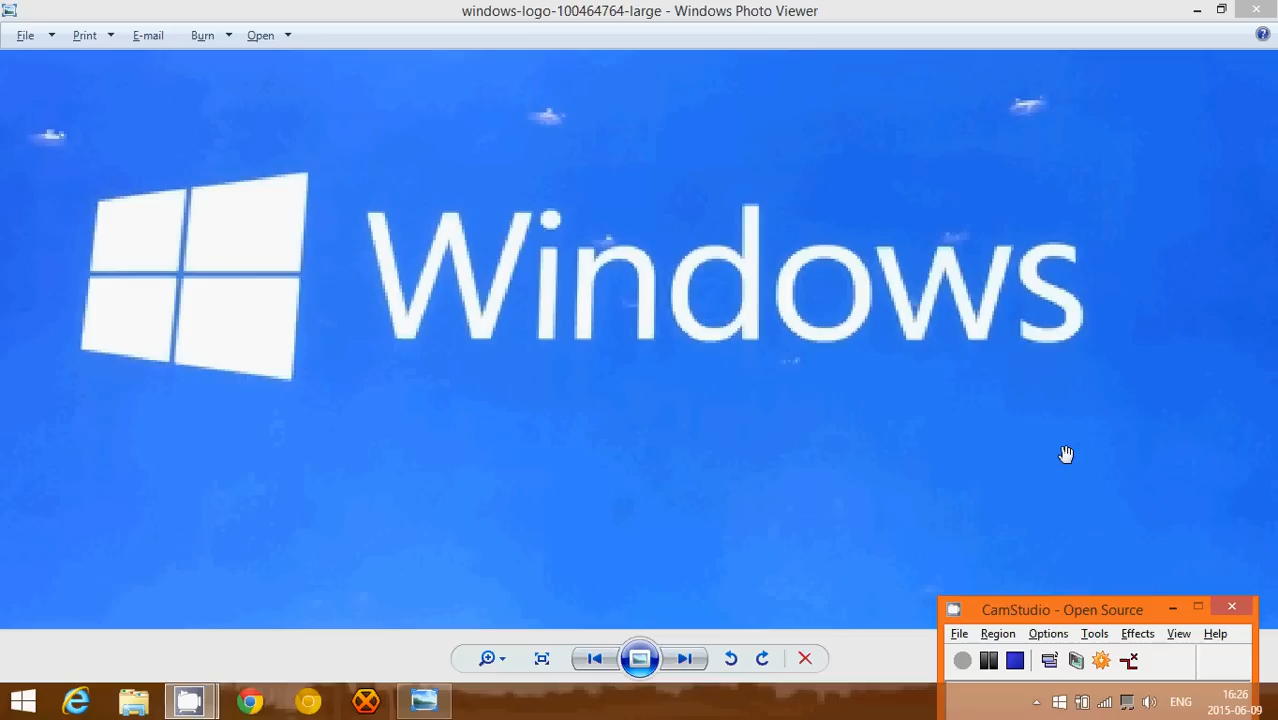 windows-logo-100464764-large - Windows Photo Viewer
File Print E-mail Burn Open
Windows
CamStudio - Open Source
File Region Options Tools Effects View Help
ENG
16:26
2015-06-09